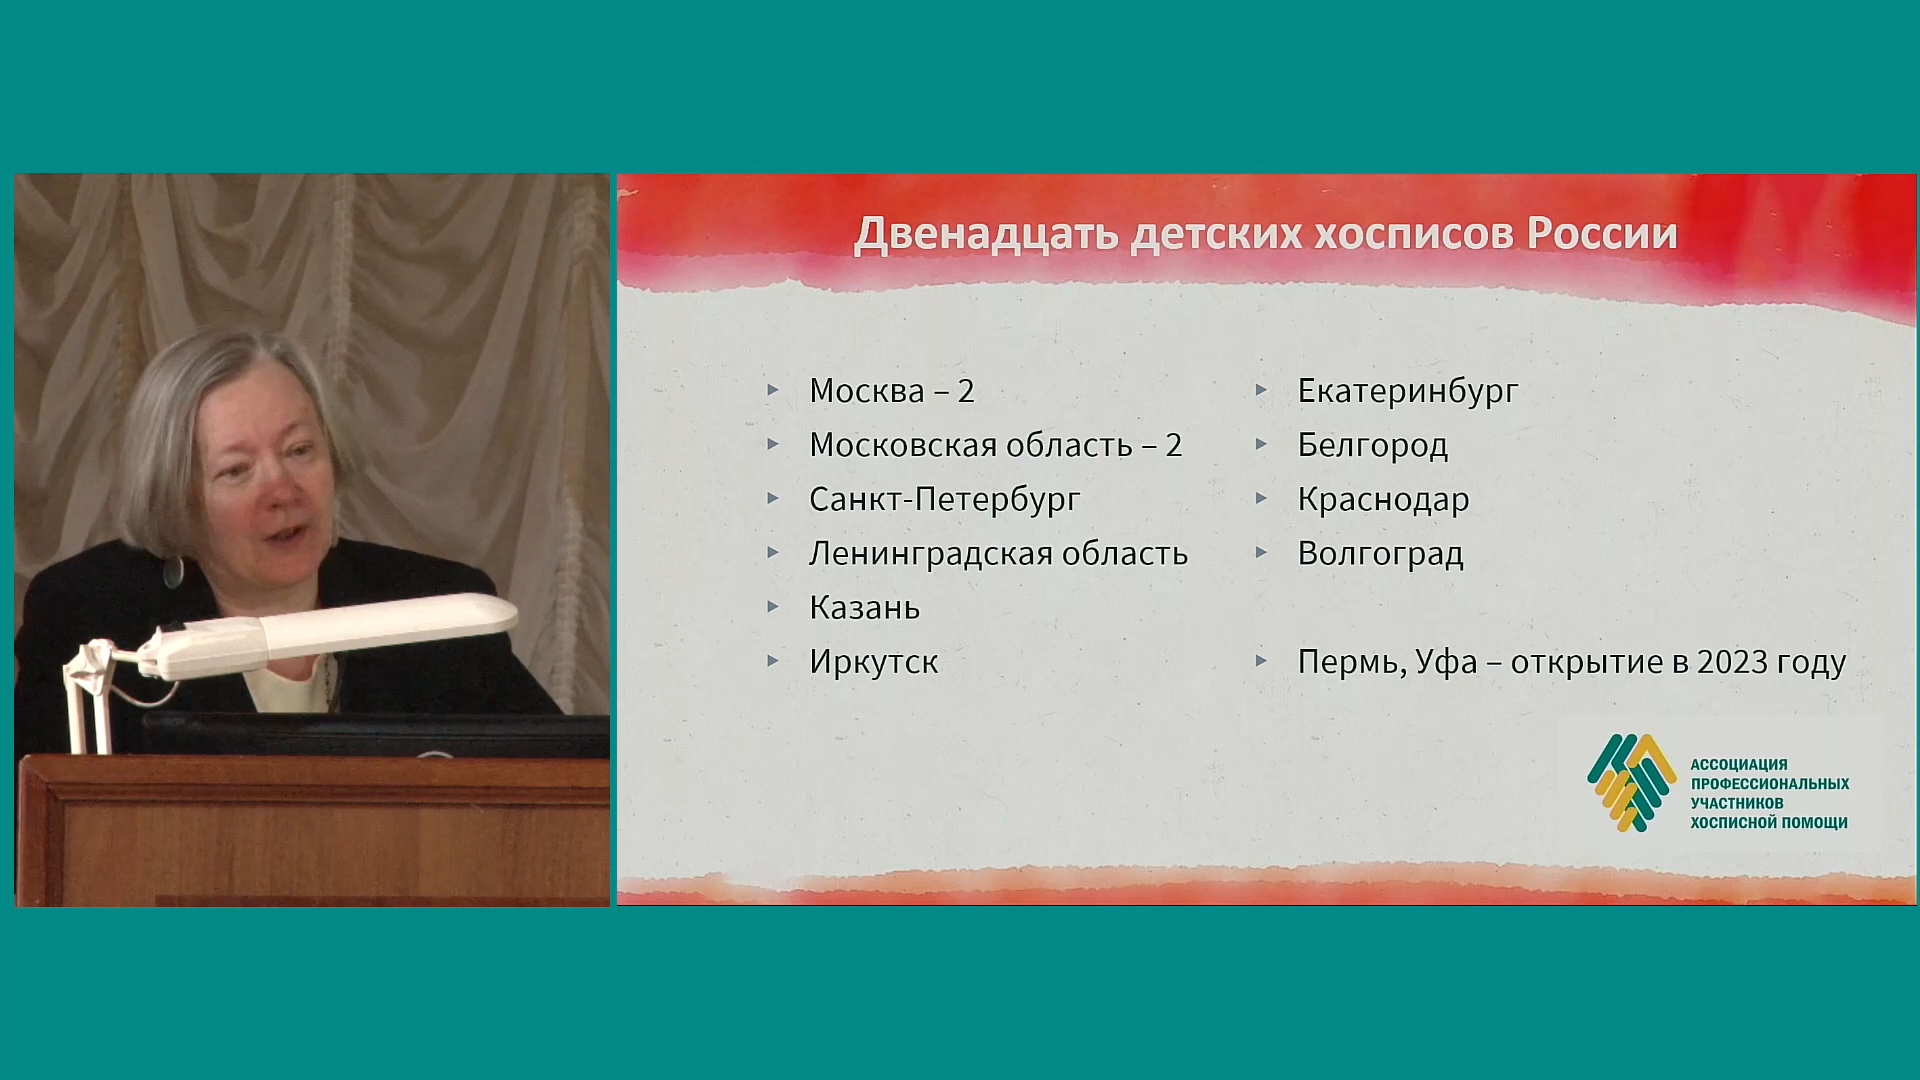 Двенадцать детских хосписов России
Москва – 2
Московская область – 2
Санкт-Петербург
Ленинградская область
Казань
Иркутск
Екатеринбург
Белгород
Краснодар
Волгоград
Пермь, Уфа – открытие в 2023 году
АССОЦИАЦИЯ
ПРОФЕССИОНАЛЬНЫХ
УЧАСТНИКОВ
ХОСПИСНОЙ ПОМОЩИ